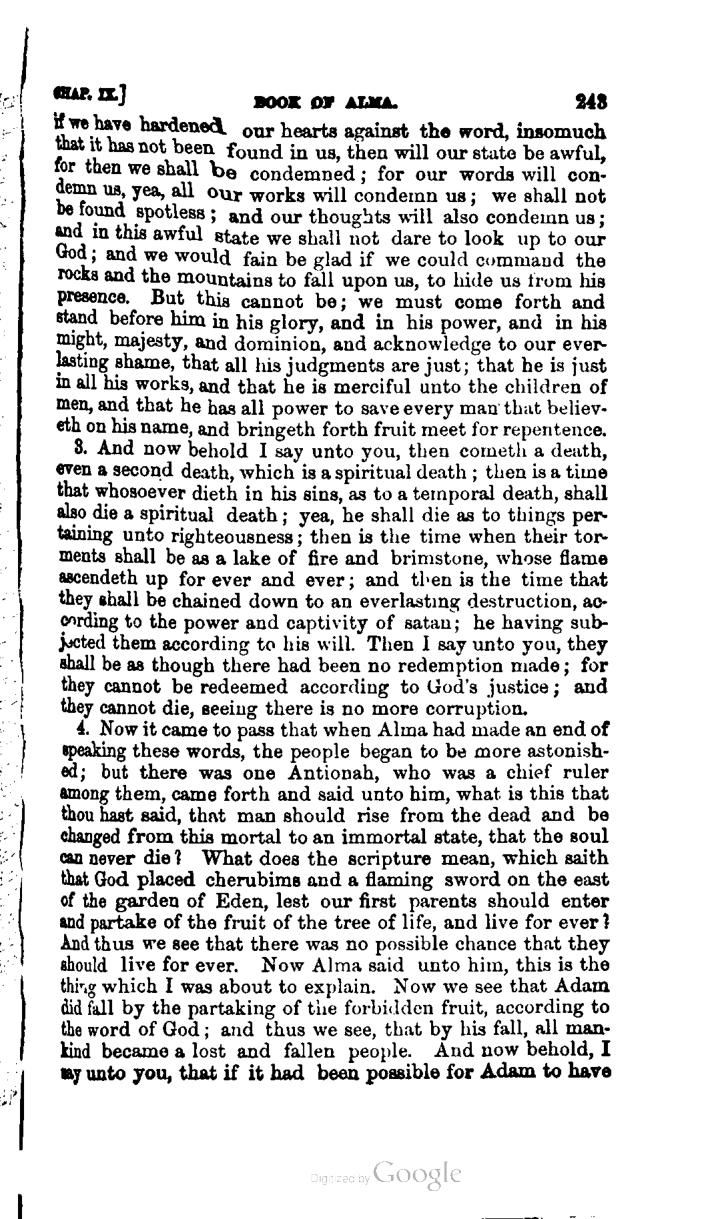 CHAP. IX.] BOOK OF ALMA. 243
if we have hardened our hearts against the word, insomuch
that it has not been found in us, then will our state be awful,
for then we shall be condemned; for our words will con-
demn us, yea, all our works will condemn us; we shall not
be found spotless; and our thoughts will also condemn us;
and in this awful state we shall not dare to look up to our
God; and we would fain be glad if we could command the
rocks and the mountains to fall upon us, to hide us from his
presence. But this cannot be; we must come forth and
stand before him in his glory, and in his power, and in his
might, majesty, and dominion, and acknowledge to our ever-
lasting shame, that all his judgments are just; that he is just
in all his works, and that he is merciful unto the children of
men, and that he has all power to save every man that believ-
eth on his name, and bringeth forth fruit meet for repentence.
3. And now behold I say unto you, then cometh a death,
even a second death, which is a spiritual death; then is a time
that whosoever dieth in his sins, as to a temporal death, shall
also die a spiritual death; yea, he shall die as to things per-
taining unto righteousness; then is the time when their tor-
ments shall be as a lake of fire and brimstone, whose flame
ascendeth up for ever and ever; and then is the time that
they shall be chained down to an everlasting destruction, ac-
cording to the power and captivity of satan; he having sub-
jected them according to his will. Then I say unto you, they
shall be as though there had been no redemption made; for
they cannot be redeemed according to God's justice; and
they cannot die, seeing there is no more corruption.
4. Now it came to pass that when Alma had made an end of
speaking these words, the people began to be more astonish-
ed; but there was one Antionah, who was a chief ruler
among them, came forth and said unto him, what is this that
thou hast said, that man should rise from the dead and be
changed from this mortal to an immortal state, that the soul
can never die? What does the scripture mean, which saith
that God placed cherubims and a flaming sword on the east
of the garden of Eden, lest our first parents should enter
and partake of the fruit of the tree of life, and live for ever?
And thus we see that there was no possible chance that they
should live for ever. Now Alma said unto him, this is the
thing which I was about to explain. Now we see that Adam
did fall by the partaking of the forbidden fruit, according to
the word of God; and thus we see, that by his fall, all man-
kind became a lost and fallen people. And now behold, I
say unto you, that if it had been possible for Adam to have
Digitized by Google